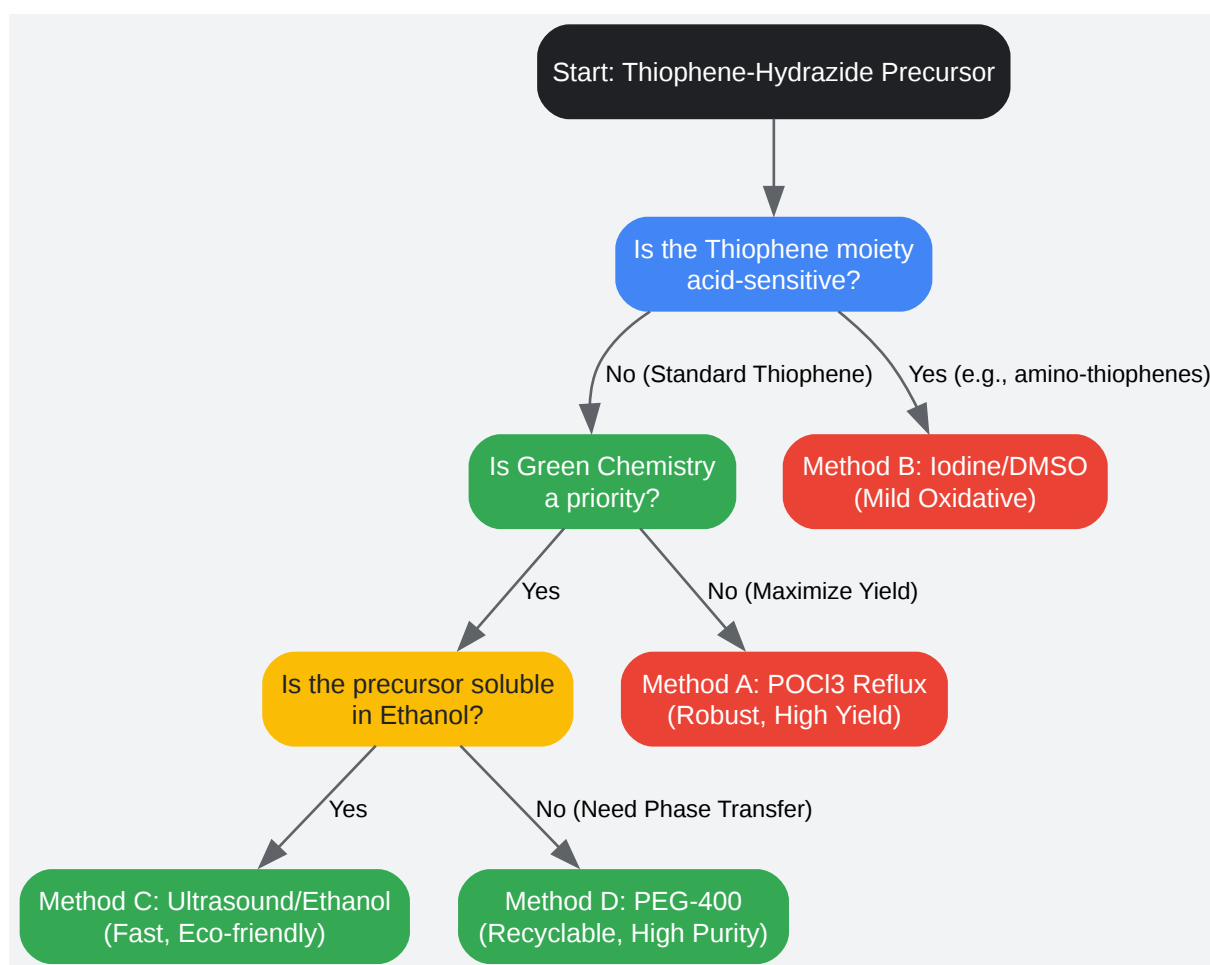 Start: Thiophene-Hydrazide Precursor
Is the Thiophene moiety
acid-sensitive?
No (Standard Thiophene)
Yes (e.g., amino-thiophenes)
Is Green Chemistry
a priority?
Method B: Iodine/DMSO
(Mild Oxidative)
Yes
No (Maximize Yield)
Is the precursor soluble
in Ethanol?
Method A: POCl3 Reflux
(Robust, High Yield)
Yes
No (Need Phase Transfer)
Method C: Ultrasound/Ethanol
(Fast, Eco-friendly)
Method D: PEG-400
(Recyclable, High Purity)